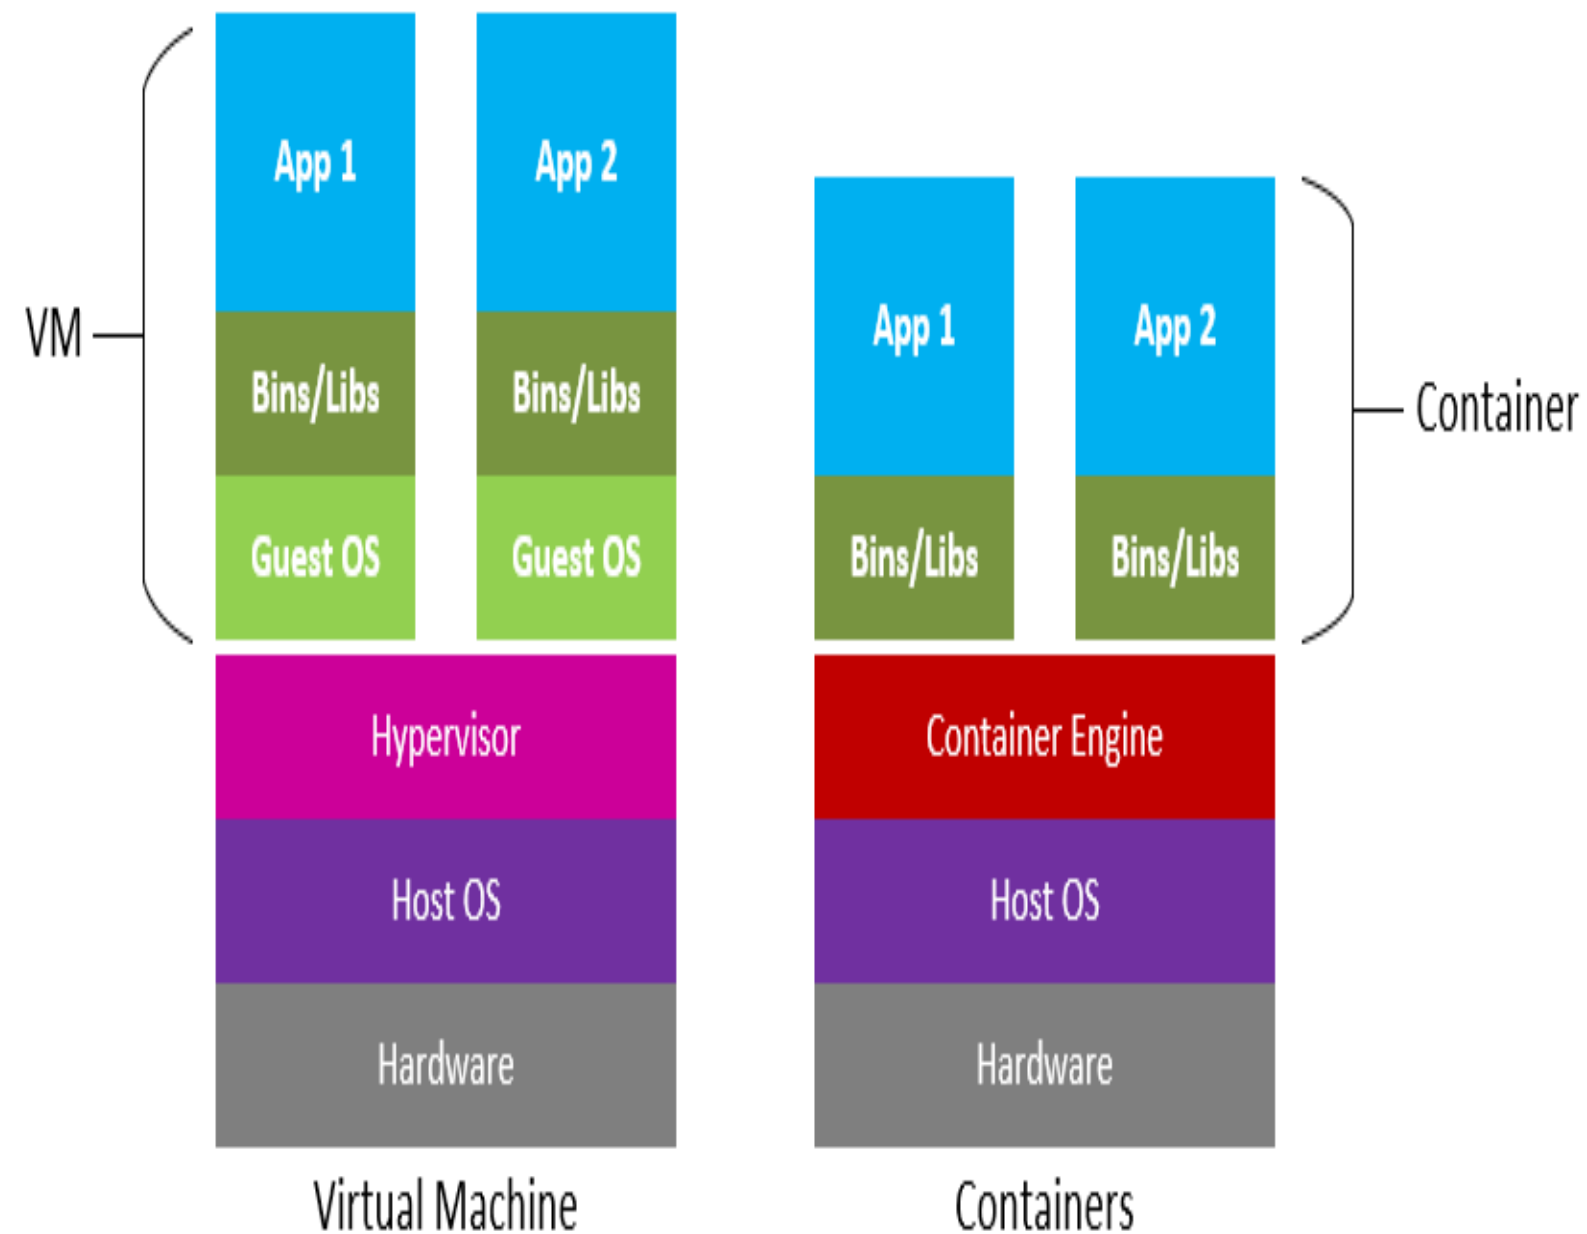 App 1
App 2
Bins/Libs
Bins/Libs
Guest OS
Guest OS
VM
Hypervisor
Host OS
Hardware
Virtual Machine
App 1
App 2
Bins/Libs
Bins/Libs
Container
Container Engine
Host OS
Hardware
Containers